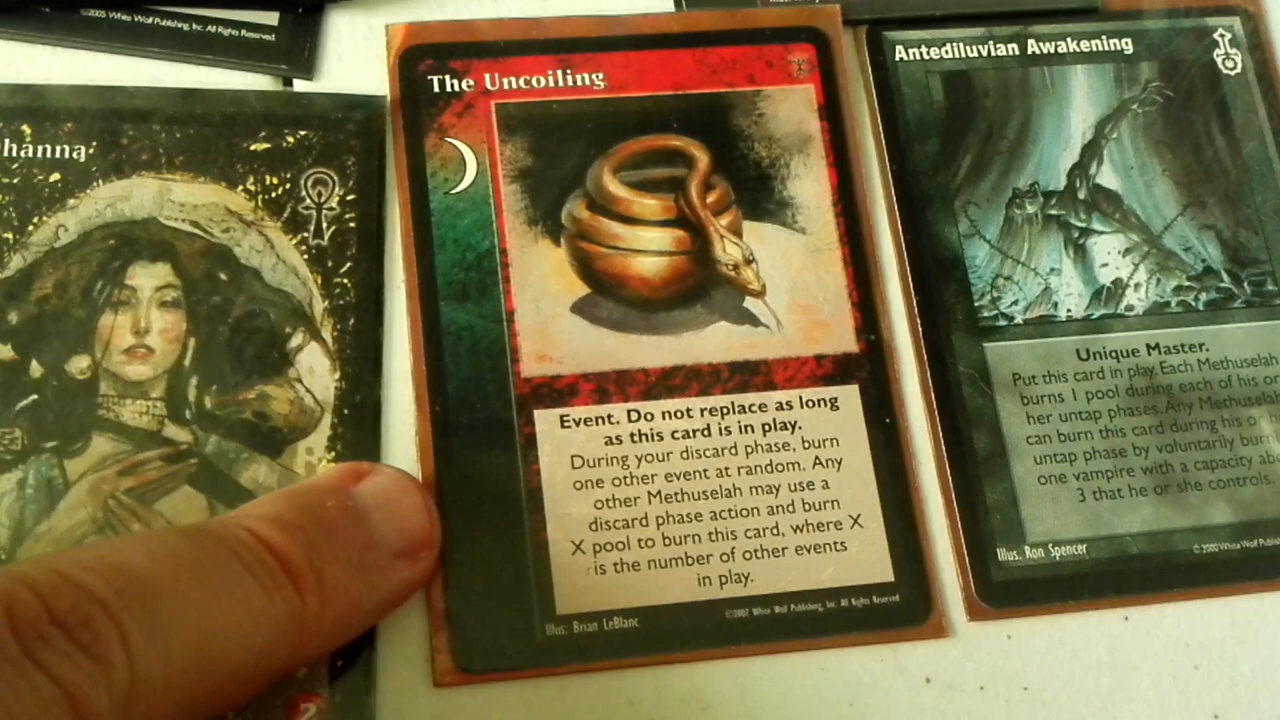 ©2005 White Wolf Publishing, Inc. All Rights Reserved.
hanna
2
The Uncoiling
Event. Do not replace as long
as this card is in play.
During your discard phase, burn
one other event at random. Any
other Methuselah may use a
discard phase action and burn
X pool to burn this card, where X
is the number of other events
in play.
Illus: Brian LeBlanc
©2007 White Wolf Publishing, Inc. All Rights Reserved
Antediluvian Awakening
Unique Master.
Put this card in play. Each Methuselah
burns 1 pool during each of his or
her untap phases. Any Methuselah
can burn this card during his o h
untap phase by voluntarily burn
one vampire with a capacity abo
3 that he or she controls.
Illus. Ron Spencer
©2000 White Wolf Publis